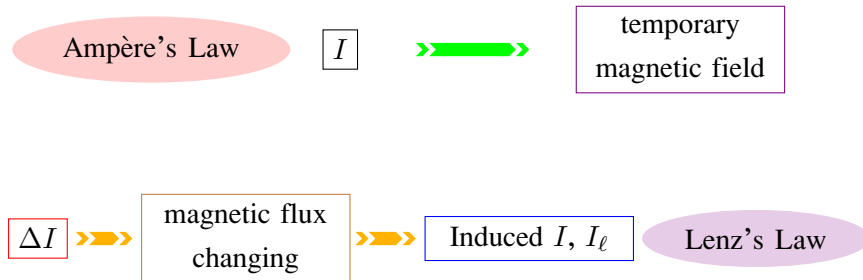 Ampère's Law
I
temporary
magnetic field
ΔI
magnetic flux
changing
Induced I, Iℓ
Lenz's Law